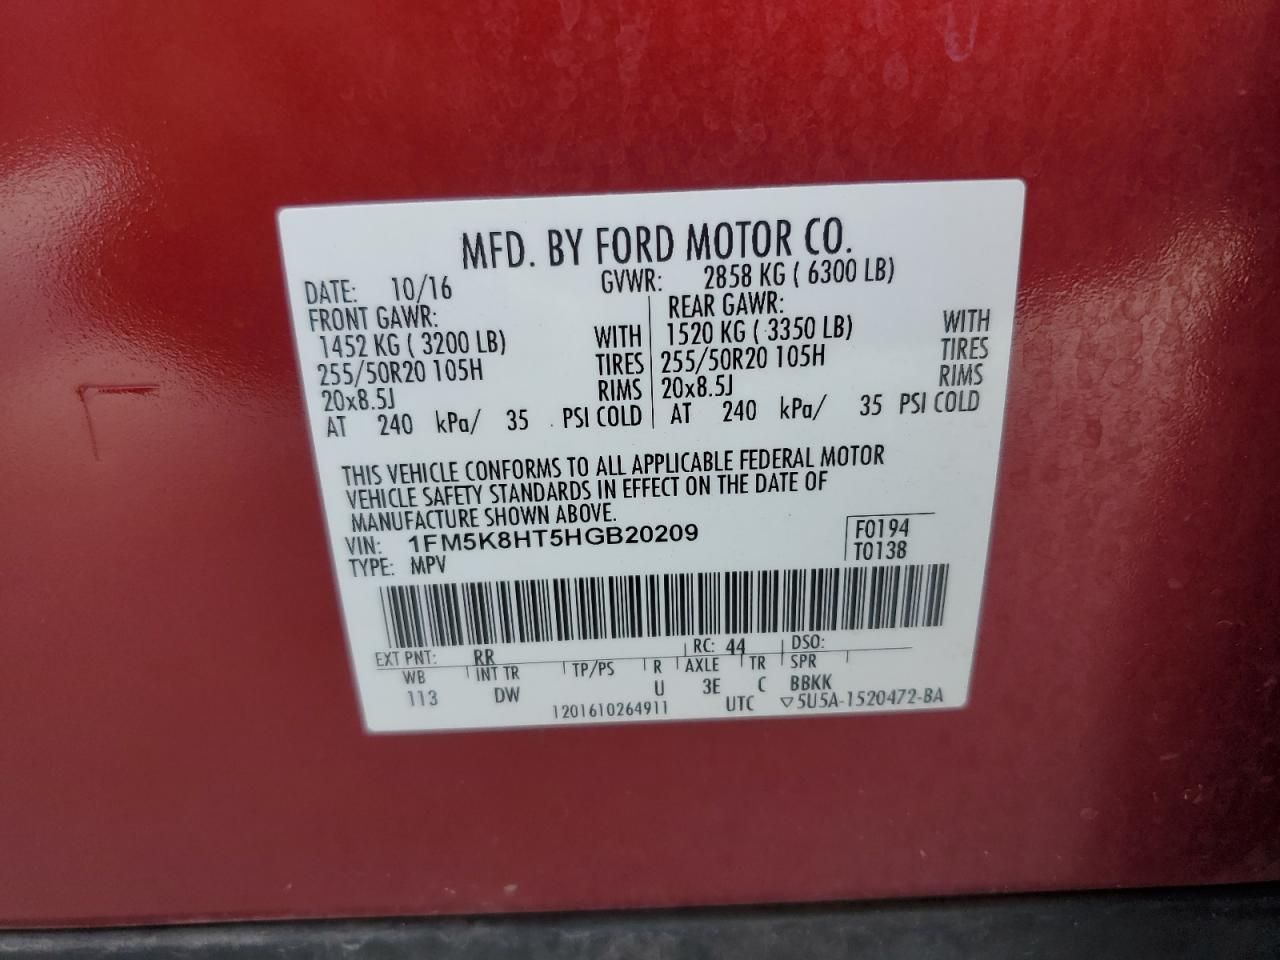 MFD. BY FORD MOTOR CO.
DATE: 10/16 GVWR: 2858 KG ( 6300 LB)
FRONT GAWR: REAR GAWR:
1452 KG ( 3200 LB) WITH 1520 KG ( 3350 LB) WITH
255/50R20 105H TIRES 255/50R20 105H TIRES
20x8.5J RIMS 20x8.5J RIMS
AT 240 kPa/ 35 PSI COLD AT 240 kPa/ 35 PSI COLD
THIS VEHICLE CONFORMS TO ALL APPLICABLE FEDERAL MOTOR
VEHICLE SAFETY STANDARDS IN EFFECT ON THE DATE OF
MANUFACTURE SHOWN ABOVE.
VIN: 1FM5K8HT5HGB20209 F0194
TYPE: MPV T0138
EXT PNT: RR RC: 44 DSO:
WB INT TR TP/PS R AXLE TR SPR
113 DW U 3E C BBKK
1201610264911 UTC ▽5U5A-1520472-BA